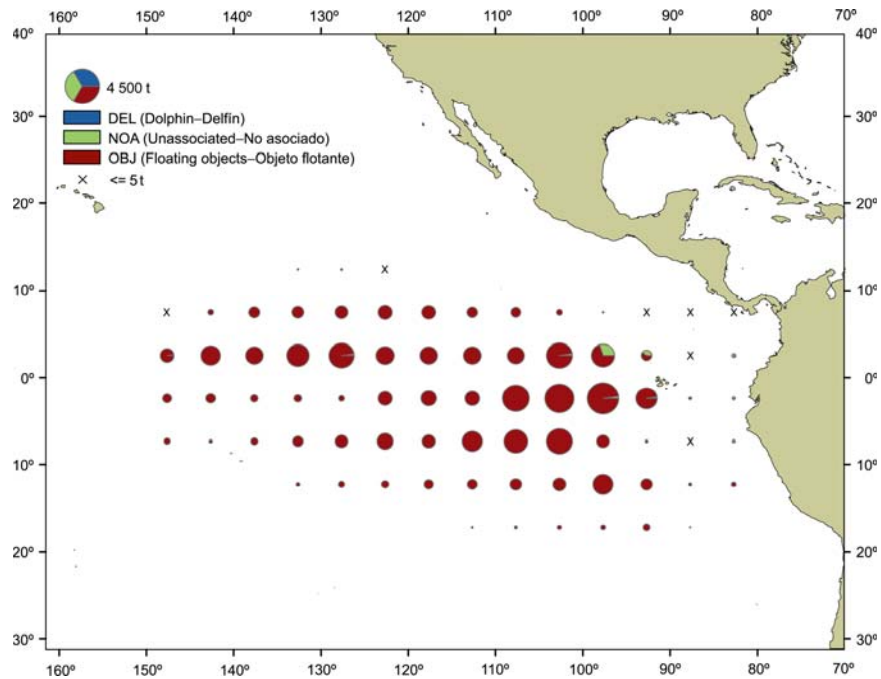 160º 150º 140º 130º 120º 110º 100º 90º 80º 70º
40º 40º
4 500 t
DEL (Dolphin–Delfin)
30º 30º
NOA (Unassociated–No asociado)
OBJ (Floating objects–Objeto flotante)
X <= 5 t
20º 20º
X
10º 10º
X X X X
X
0º 0º
X
10º 10º
20º 20º
30º 30º
160º 150º 140º 130º 120º 110º 100º 90º 80º 70º